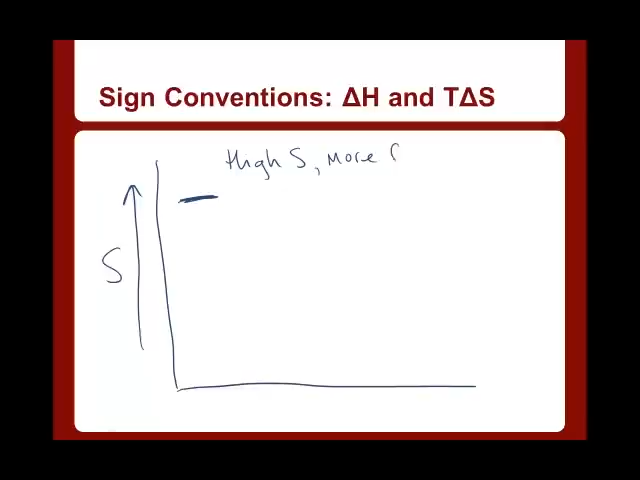 Sign Conventions: ΔH and TΔS
High S, more
S